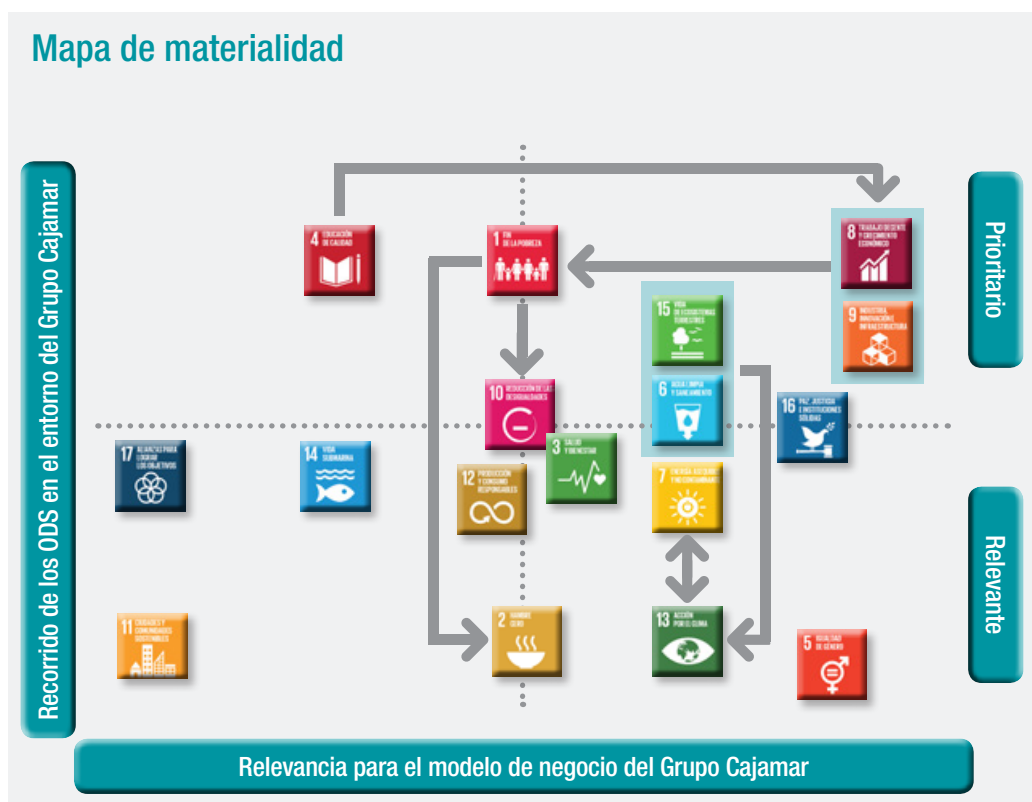 Mapa de materialidad
Recorrido de los ODS en el entorno del Grupo Cajamar
Prioritario
Relevante
4 EDUCACIÓN
DE CALIDAD
1 FIN
DE LA POBREZA
8 TRABAJO DECENTE
Y CRECIMIENTO
ECONÓMICO
15 VIDA
DE ECOSISTEMAS
TERRESTRES
9 INDUSTRIA,
INNOVACIÓN E
INFRAESTRUCTURA
10 REDUCCIÓN DE LAS
DESIGUALDADES
6 AGUA LIMPIA
Y SANEAMIENTO
16 PAZ, JUSTICIA
E INSTITUCIONES
SÓLIDAS
17 ALIANZAS PARA
LOGRAR
LOS OBJETIVOS
14 VIDA
SUBMARINA
3 SALUD
Y BIENESTAR
12 PRODUCCIÓN
Y CONSUMO
RESPONSABLES
7 ENERGÍA ASEQUIBLE
Y NO CONTAMINANTE
11 CIUDADES Y
COMUNIDADES
SOSTENIBLES
2 HAMBRE
CERO
13 ACCIÓN
POR EL CLIMA
5 IGUALDAD
DE GÉNERO
Relevancia para el modelo de negocio del Grupo Cajamar